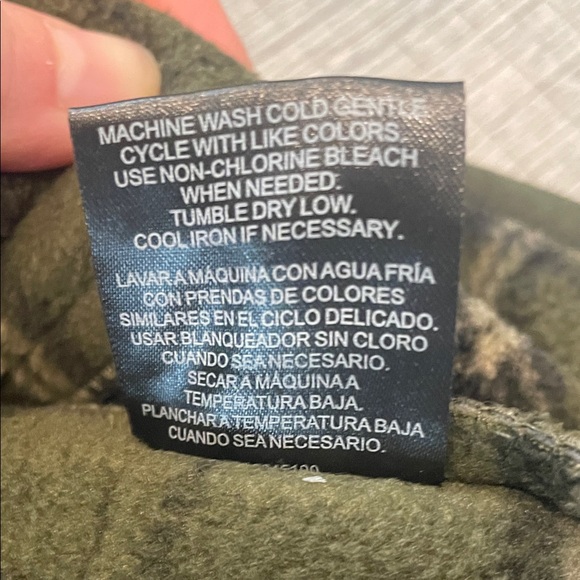 MACHINE WASH COLD GENTLE
CYCLE WITH LIKE COLORS.
USE NON-CHLORINE BLEACH
WHEN NEEDED.
TUMBLE DRY LOW.
COOL IRON IF NECESSARY.
LAVAR A MÁQUINA CON AGUA FRÍA
CON PRENDAS DE COLORES
SIMILARES EN EL CICLO DELICADO.
USAR BLANQUEADOR SIN CLORO
CUANDO SEA NECESARIO.
SECAR A MÁQUINA A
TEMPERATURA BAJA.
PLANCHAR A TEMPERATURA BAJA
CUANDO SEA NECESARIO.